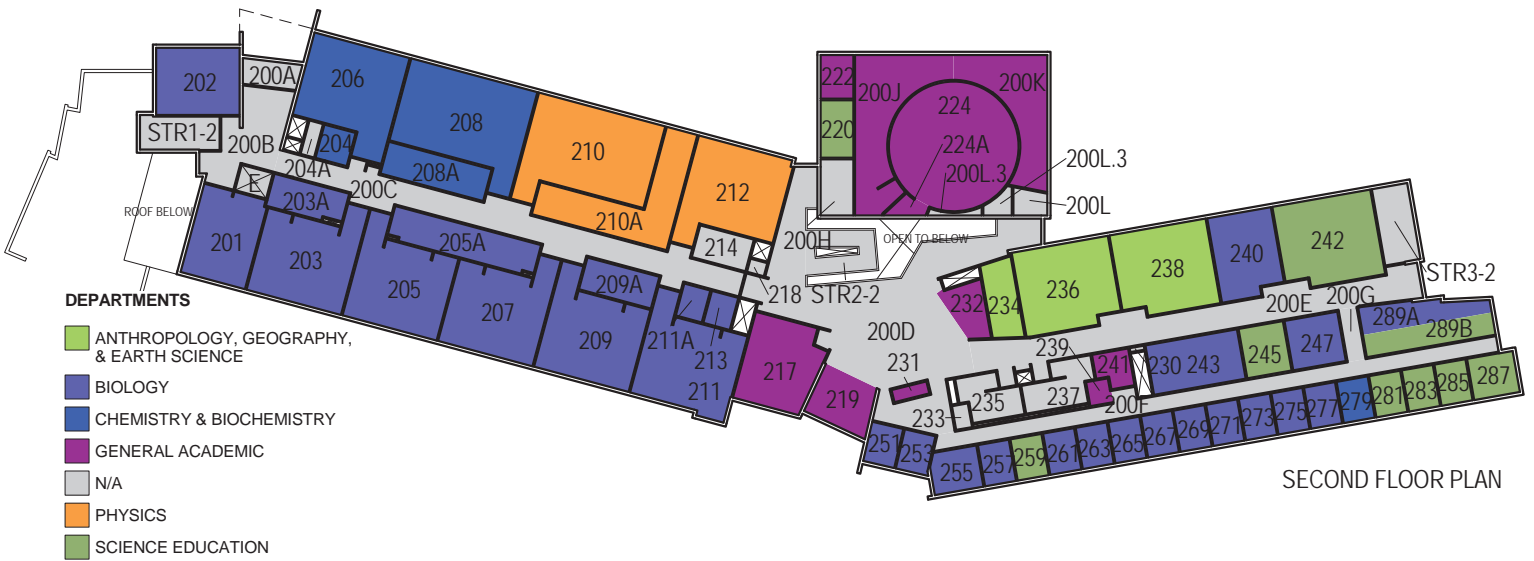 202
200A
STR1-2
200B
206
204
204A
208
208A
200C
210
210A
212
214
218
E
203A
205A
209A
201
203
205
207
209
211A
213
211
ROOF BELOW
222
220
200J
224
200K
224A
200L.3
200L.3
200L
200H
OPEN TO BELOW
STR2-2
200D
217
219
231
232
234
236
238
240
242
STR3-2
200E
200G
289A
289B
239
241
230
243
245
247
233
235
237
200F
251
253
255
257
259
261
263
265
267
269
271
273
275
277
279
281
283
285
287
DEPARTMENTS
ANTHROPOLOGY, GEOGRAPHY,
& EARTH SCIENCE
BIOLOGY
CHEMISTRY & BIOCHEMISTRY
GENERAL ACADEMIC
N/A
PHYSICS
SCIENCE EDUCATION
SECOND FLOOR PLAN